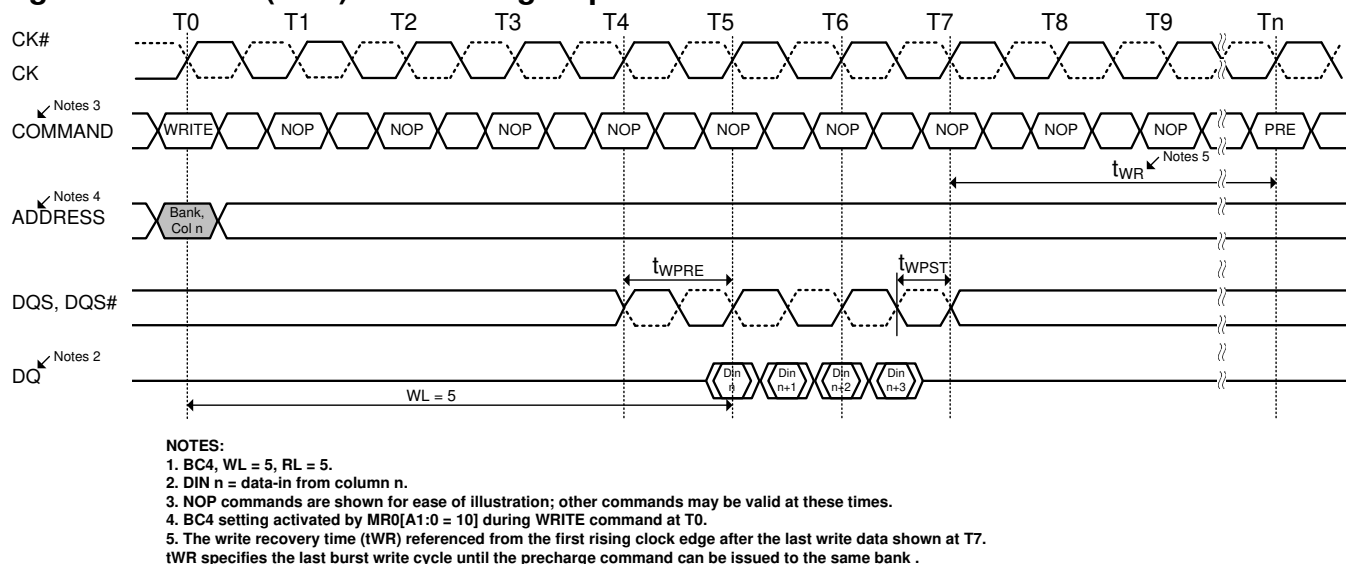 T0 T1 T2 T3 T4 T5 T6 T7 T8 T9 Tn
CK#
CK
Notes 3
COMMAND
WRITE NOP NOP NOP NOP NOP NOP NOP NOP NOP PRE
tWR
Notes 5
Notes 4
ADDRESS
Bank,
Col n
tWPRE tWPST
DQS, DQS#
Notes 2
DQ
Din Din Din Din
n n+1 n+2 n+3
WL = 5
NOTES:
1. BC4, WL = 5, RL = 5.
2. DIN n = data-in from column n.
3. NOP commands are shown for ease of illustration; other commands may be valid at these times.
4. BC4 setting activated by MR0[A1:0 = 10] during WRITE command at T0.
5. The write recovery time (tWR) referenced from the first rising clock edge after the last write data shown at T7.
tWR specifies the last burst write cycle until the precharge command can be issued to the same bank .